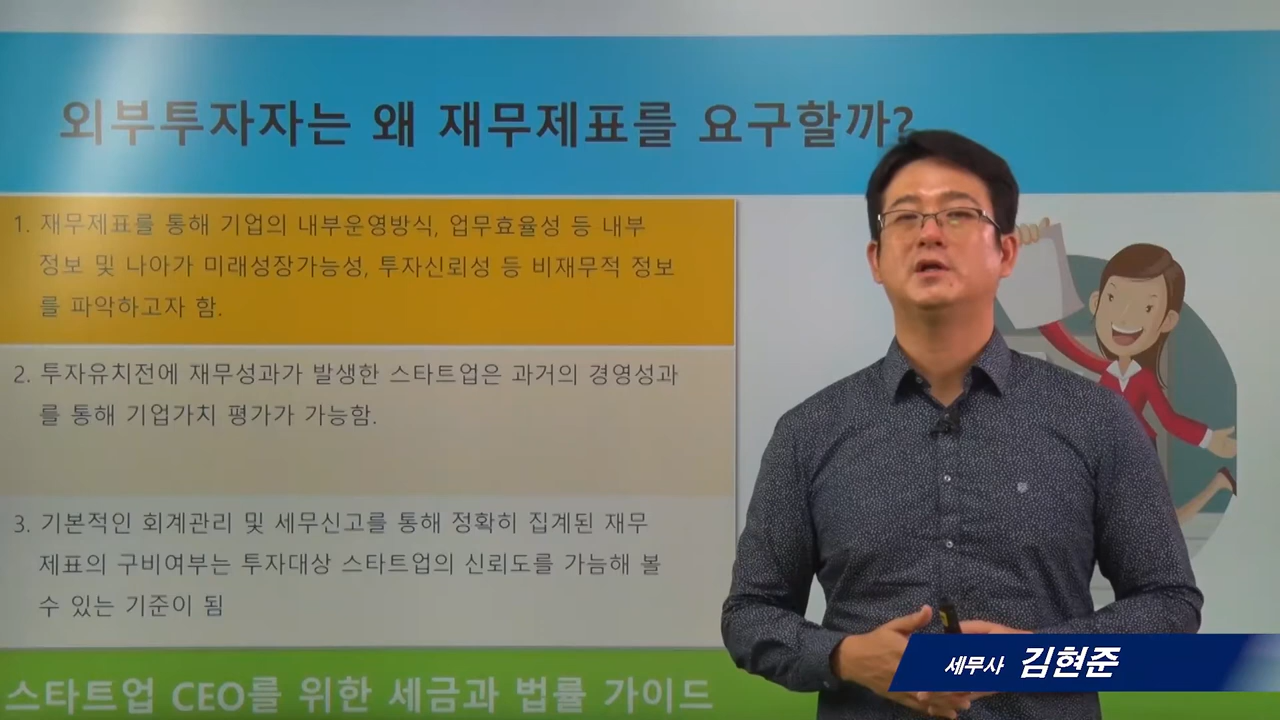 외부투자자는 왜 재무제표를 요구할까?
1. 재무제표를 통해 기업의 내부운영방식, 업무효율성 등 내부
정보 및 나아가 미래성장가능성, 투자신뢰성 등 비재무적 정보
를 파악하고자 함.
2. 투자유치전에 재무성과가 발생한 스타트업은 과거의 경영성과
를 통해 기업가치 평가가 가능함.
3. 기본적인 회계관리 및 세무신고를 통해 정확히 집계된 재무
제표의 구비여부는 투자대상 스타트업의 신뢰도를 가늠해 볼
수 있는 기준이 됨
세무사 김현준
스타트업 CEO를 위한 세금과 법률 가이드